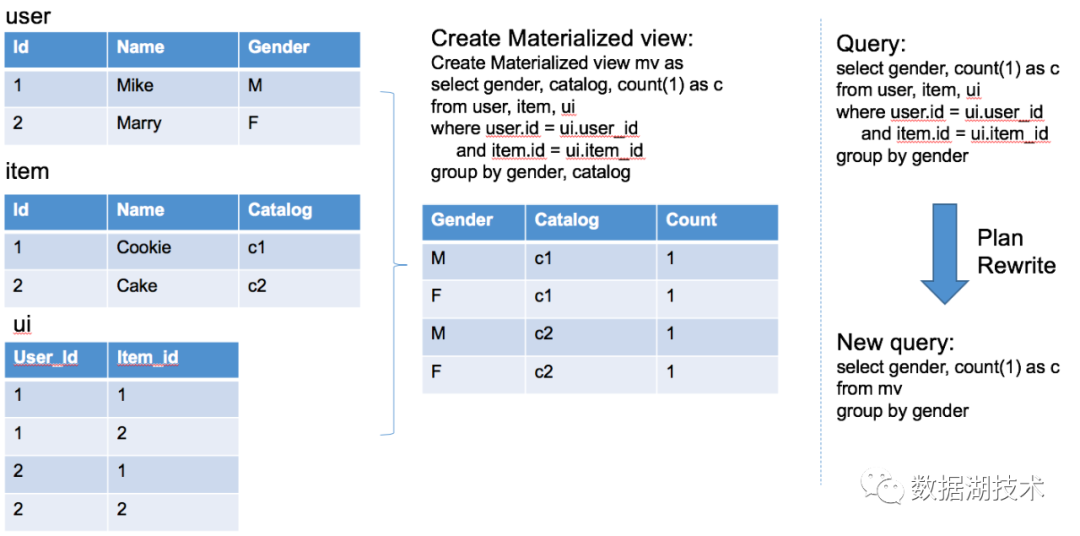 user
Id Name Gender
1 Mike M
2 Marry F
item
Id Name Catalog
1 Cookie c1
2 Cake c2
ui
User_Id Item_id
1 1
1 2
2 1
2 2
Create Materialized view:
Create Materialized view mv as
select gender, catalog, count(1) as c
from user, item, ui
where user.id = ui.user_id
and item.id = ui.item_id
group by gender, catalog
Gender Catalog Count
M c1 1
F c1 1
M c2 1
F c2 1
Query:
select gender, count(1) as c
from user, item, ui
where user.id = ui.user_id
and item.id = ui.item_id
group by gender
Plan
Rewrite
New query:
select gender, count(1) as c
from mv
group by gender
数据湖技术